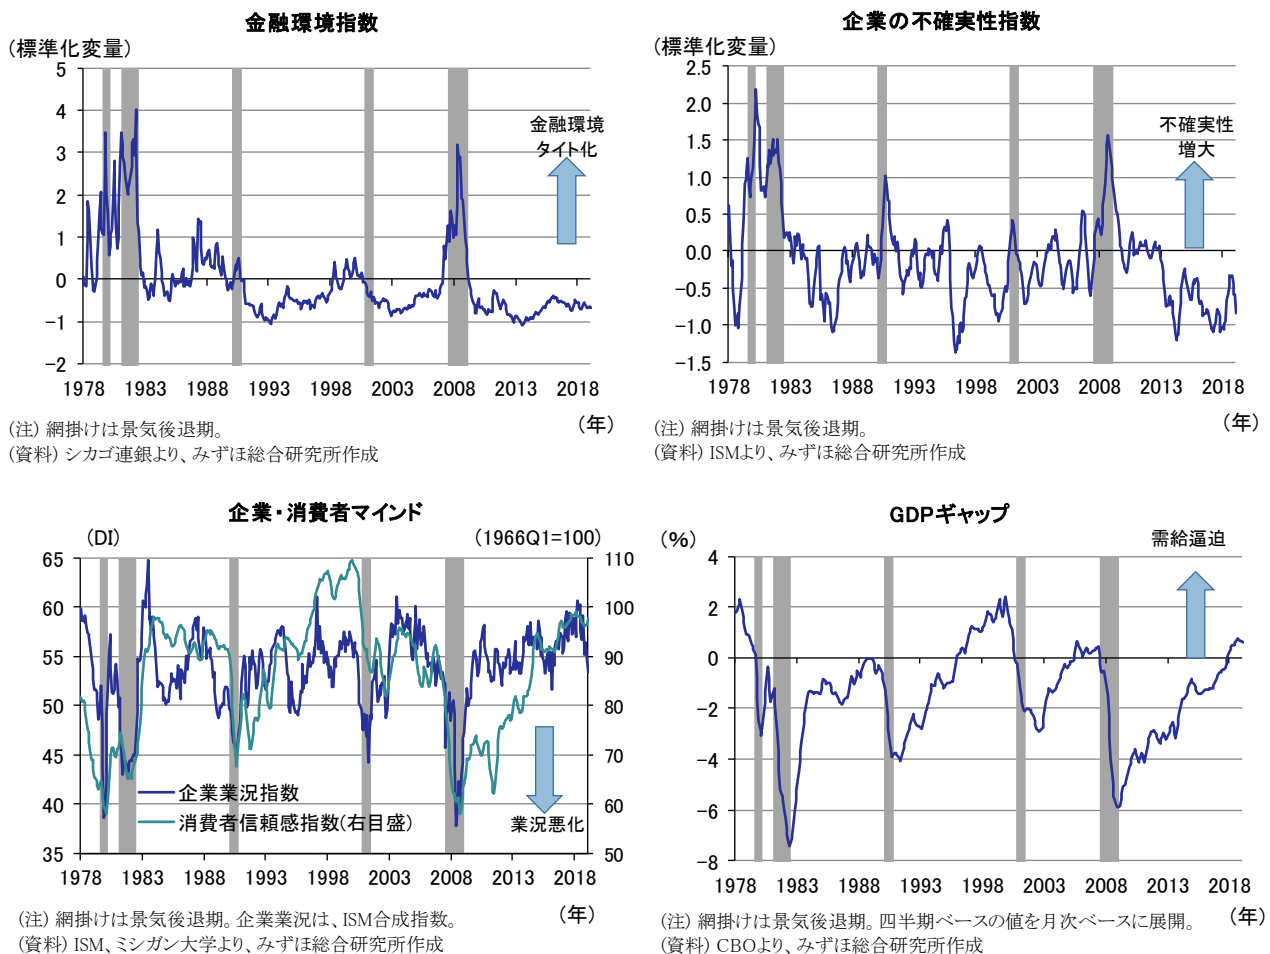 金融環境指数
(標準化変量)
5
4
3
2
1
0
−1
−2
金融環境
タイト化
1978 1983 1988 1993 1998 2003 2008 2013 2018
(年)
(注) 網掛けは景気後退期。
(資料) シカゴ連銀より、みずほ総合研究所作成
企業の不確実性指数
(標準化変量)
2.5
2.0
1.5
1.0
0.5
0.0
−0.5
−1.0
−1.5
不確実性
増大
1978 1983 1988 1993 1998 2003 2008 2013 2018
(年)
(注) 網掛けは景気後退期。
(資料) ISMより、みずほ総合研究所作成
企業・消費者マインド
(DI) (1966Q1=100)
65 110
60 100
55 90
50 80
45 70
40 60
35 50
企業業況指数
消費者信頼感指数(右目盛)
業況悪化
1978 1983 1988 1993 1998 2003 2008 2013 2018
(年)
(注) 網掛けは景気後退期。企業業況は、ISM合成指数。
(資料) ISM、ミシガン大学より、みずほ総合研究所作成
GDPギャップ
(%)
需給逼迫
4
2
0
−2
−4
−6
−8
1978 1983 1988 1993 1998 2003 2008 2013 2018
(年)
(注) 網掛けは景気後退期。四半期ベースの値を月次ベースに展開。
(資料) CBOより、みずほ総合研究所作成